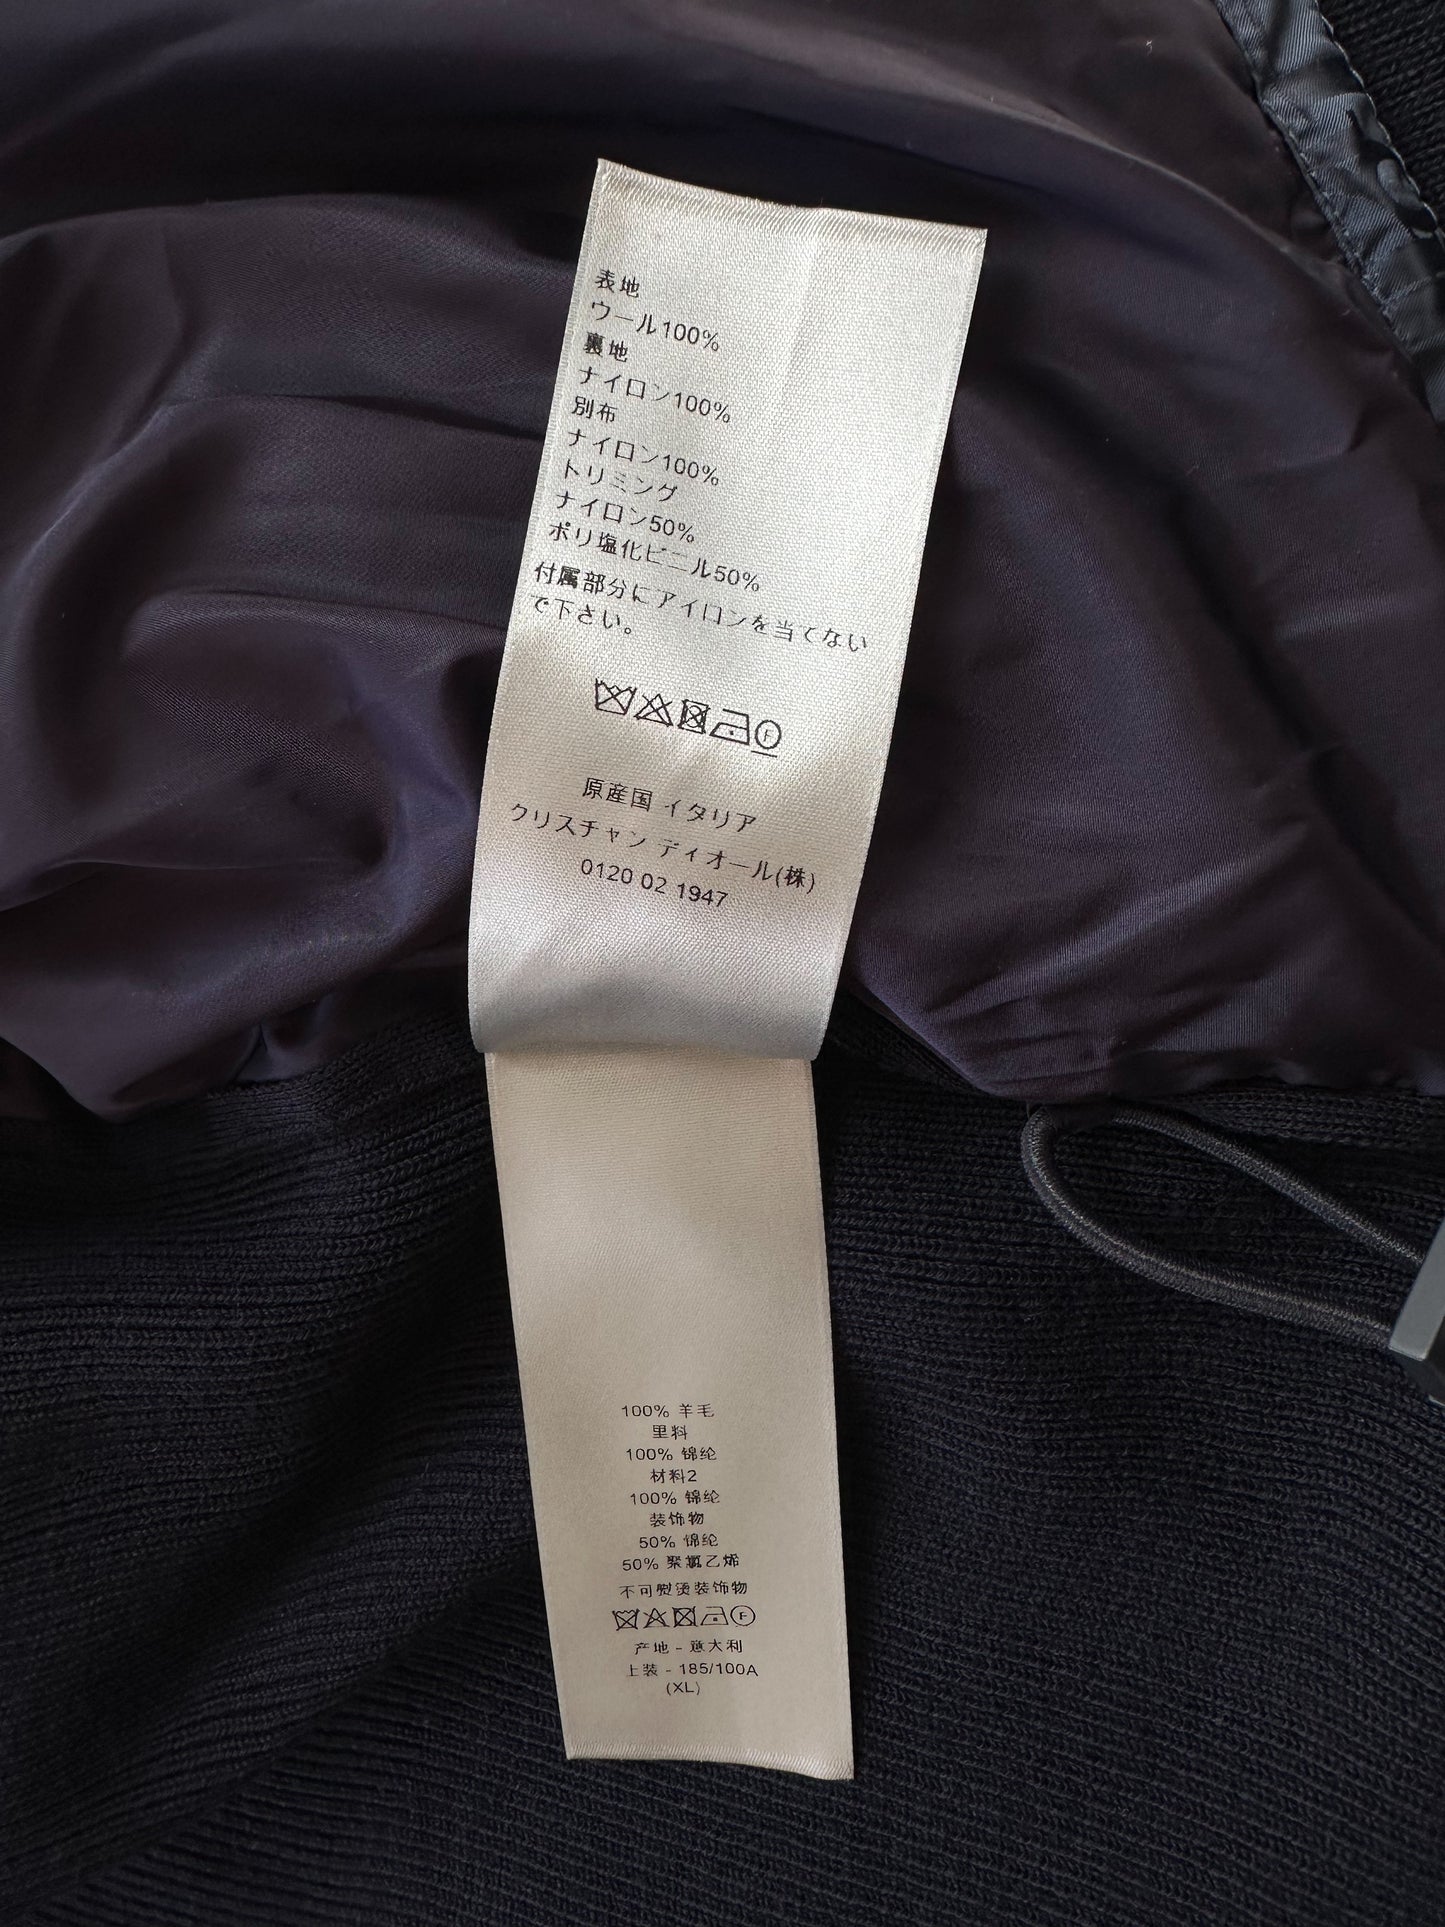 表地
ウール100%
裏地
ナイロン100%
別布
ナイロン100%
トリミング
ナイロン50%
ポリ塩化ビニル50%
付属部分にアイロンを当てない
で下さい。
F
原産国 イタリア
クリスチャン ディオール(株)
0120 02 1947
100% 羊毛
里料
100% 锦纶
材料2
100% 锦纶
装饰物
50% 锦纶
50% 聚氯乙烯
不可熨烫装饰物
F
产地 - 意大利
上装 - 185/100A
(XL)